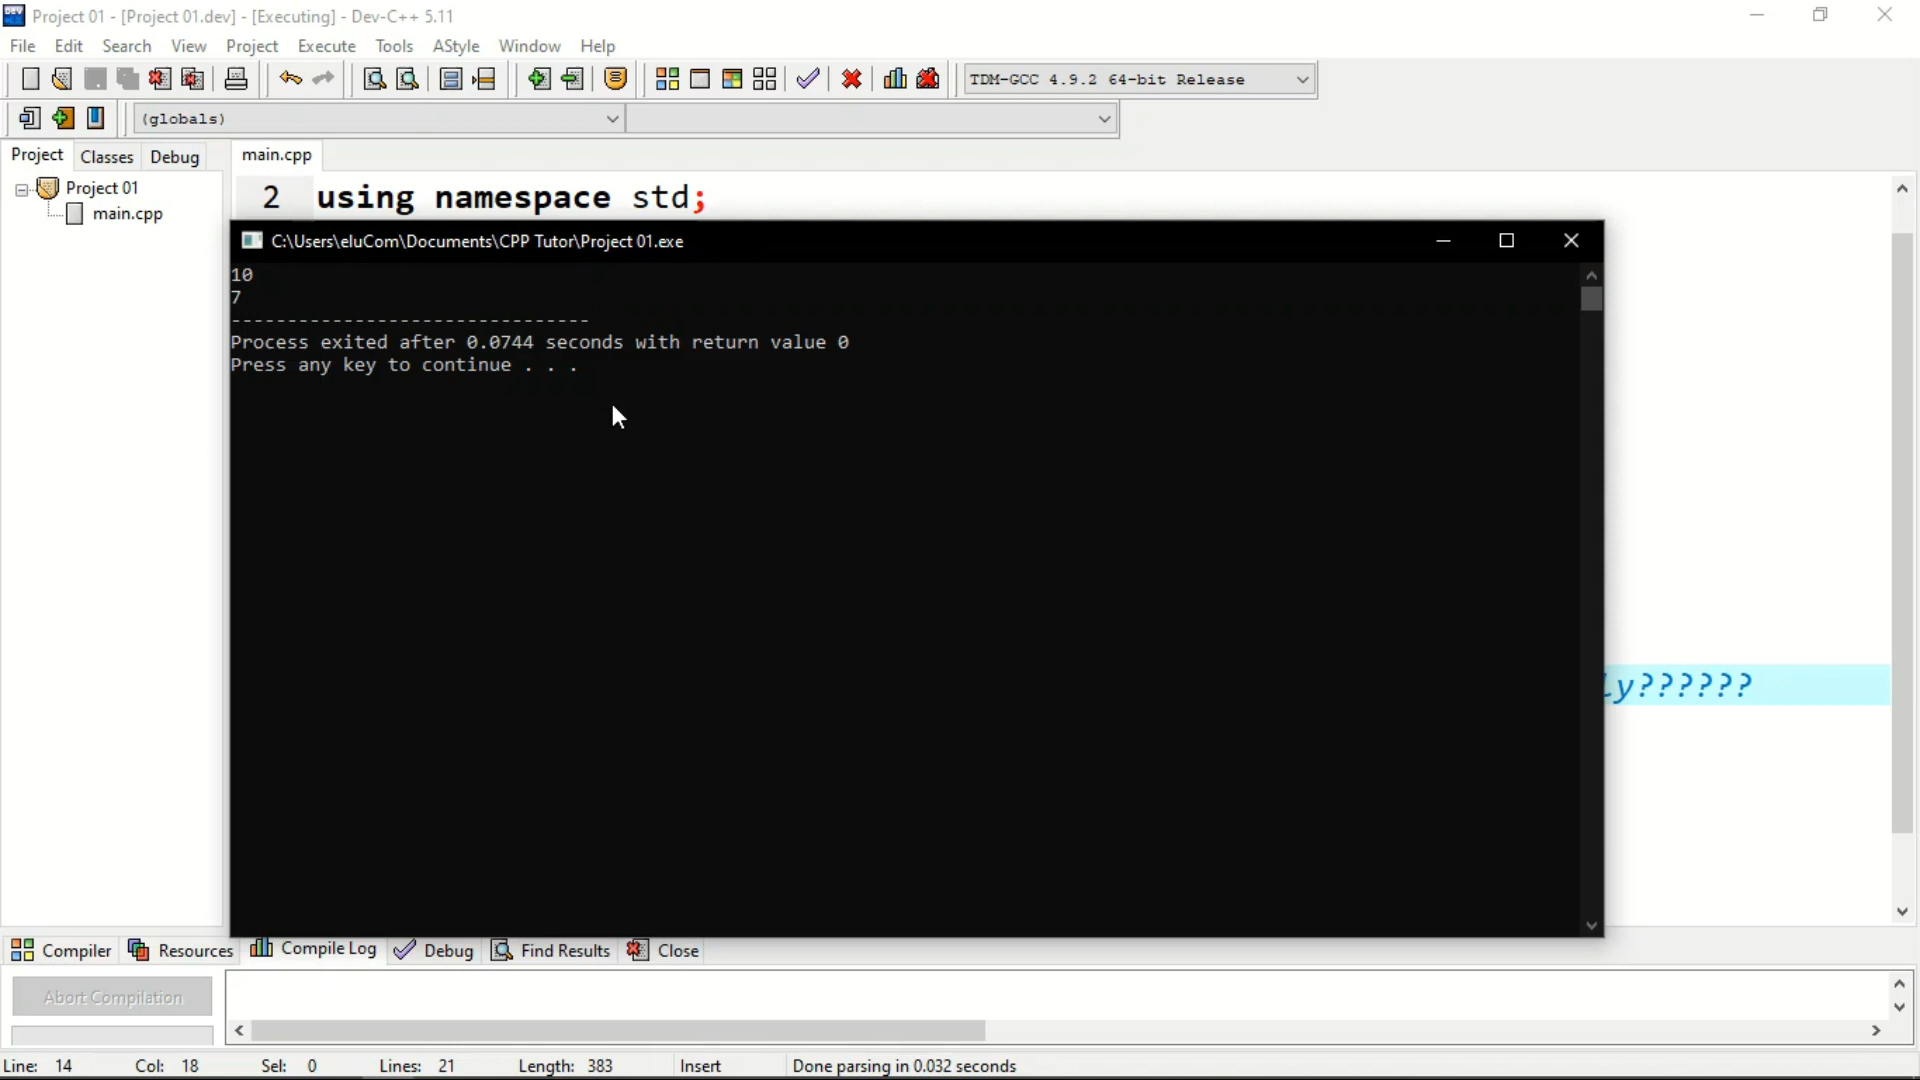 Project 01 - [Project 01.dev] - [Executing] - Dev-C++ 5.11
File Edit Search View Project Execute Tools AStyle Window Help
TDM-GCC 4.9.2 64-bit Release
(globals)
Project Classes Debug main.cpp
Project 01
main.cpp
2 using namespace std;
C:\Users\eluCom\Documents\CPP Tutor\Project 01.exe
10
7
--------------------------------
Process exited after 0.0744 seconds with return value 0
Press any key to continue . . .
ly??????
Compiler Resources Compile Log Debug Find Results Close
Abort Compilation
Line: 14 Col: 18 Sel: 0 Lines: 21 Length: 383 Insert Done parsing in 0.032 seconds